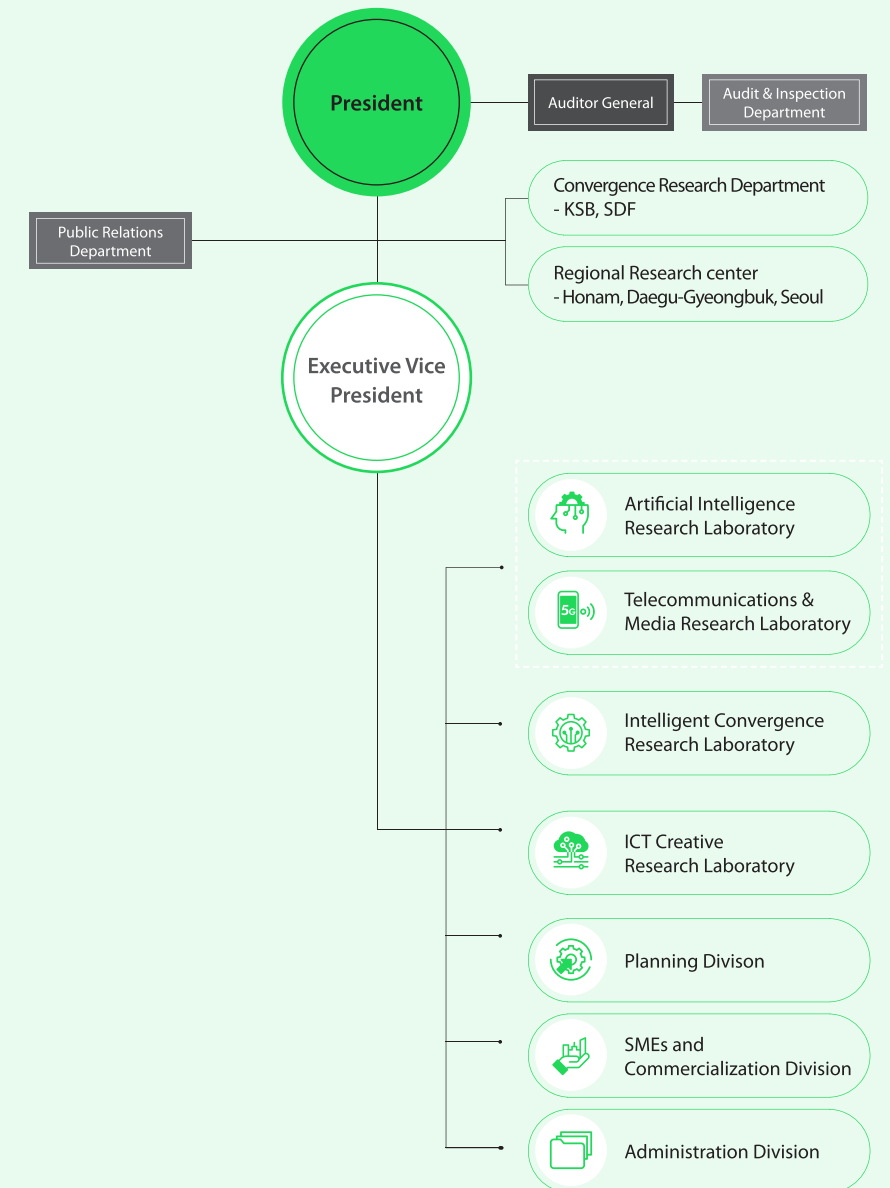 President
Auditor General
Audit & Inspection
Department
Convergence Research Department
- KSB, SDF
Public Relations
Department
Regional Research center
- Honam, Daegu-Gyeongbuk, Seoul
Executive Vice
President
Artificial Intelligence
Research Laboratory
5G
Telecommunications &
Media Research Laboratory
Intelligent Convergence
Research Laboratory
ICT Creative
Research Laboratory
Planning Divison
SMEs and
Commercialization Division
Administration Division